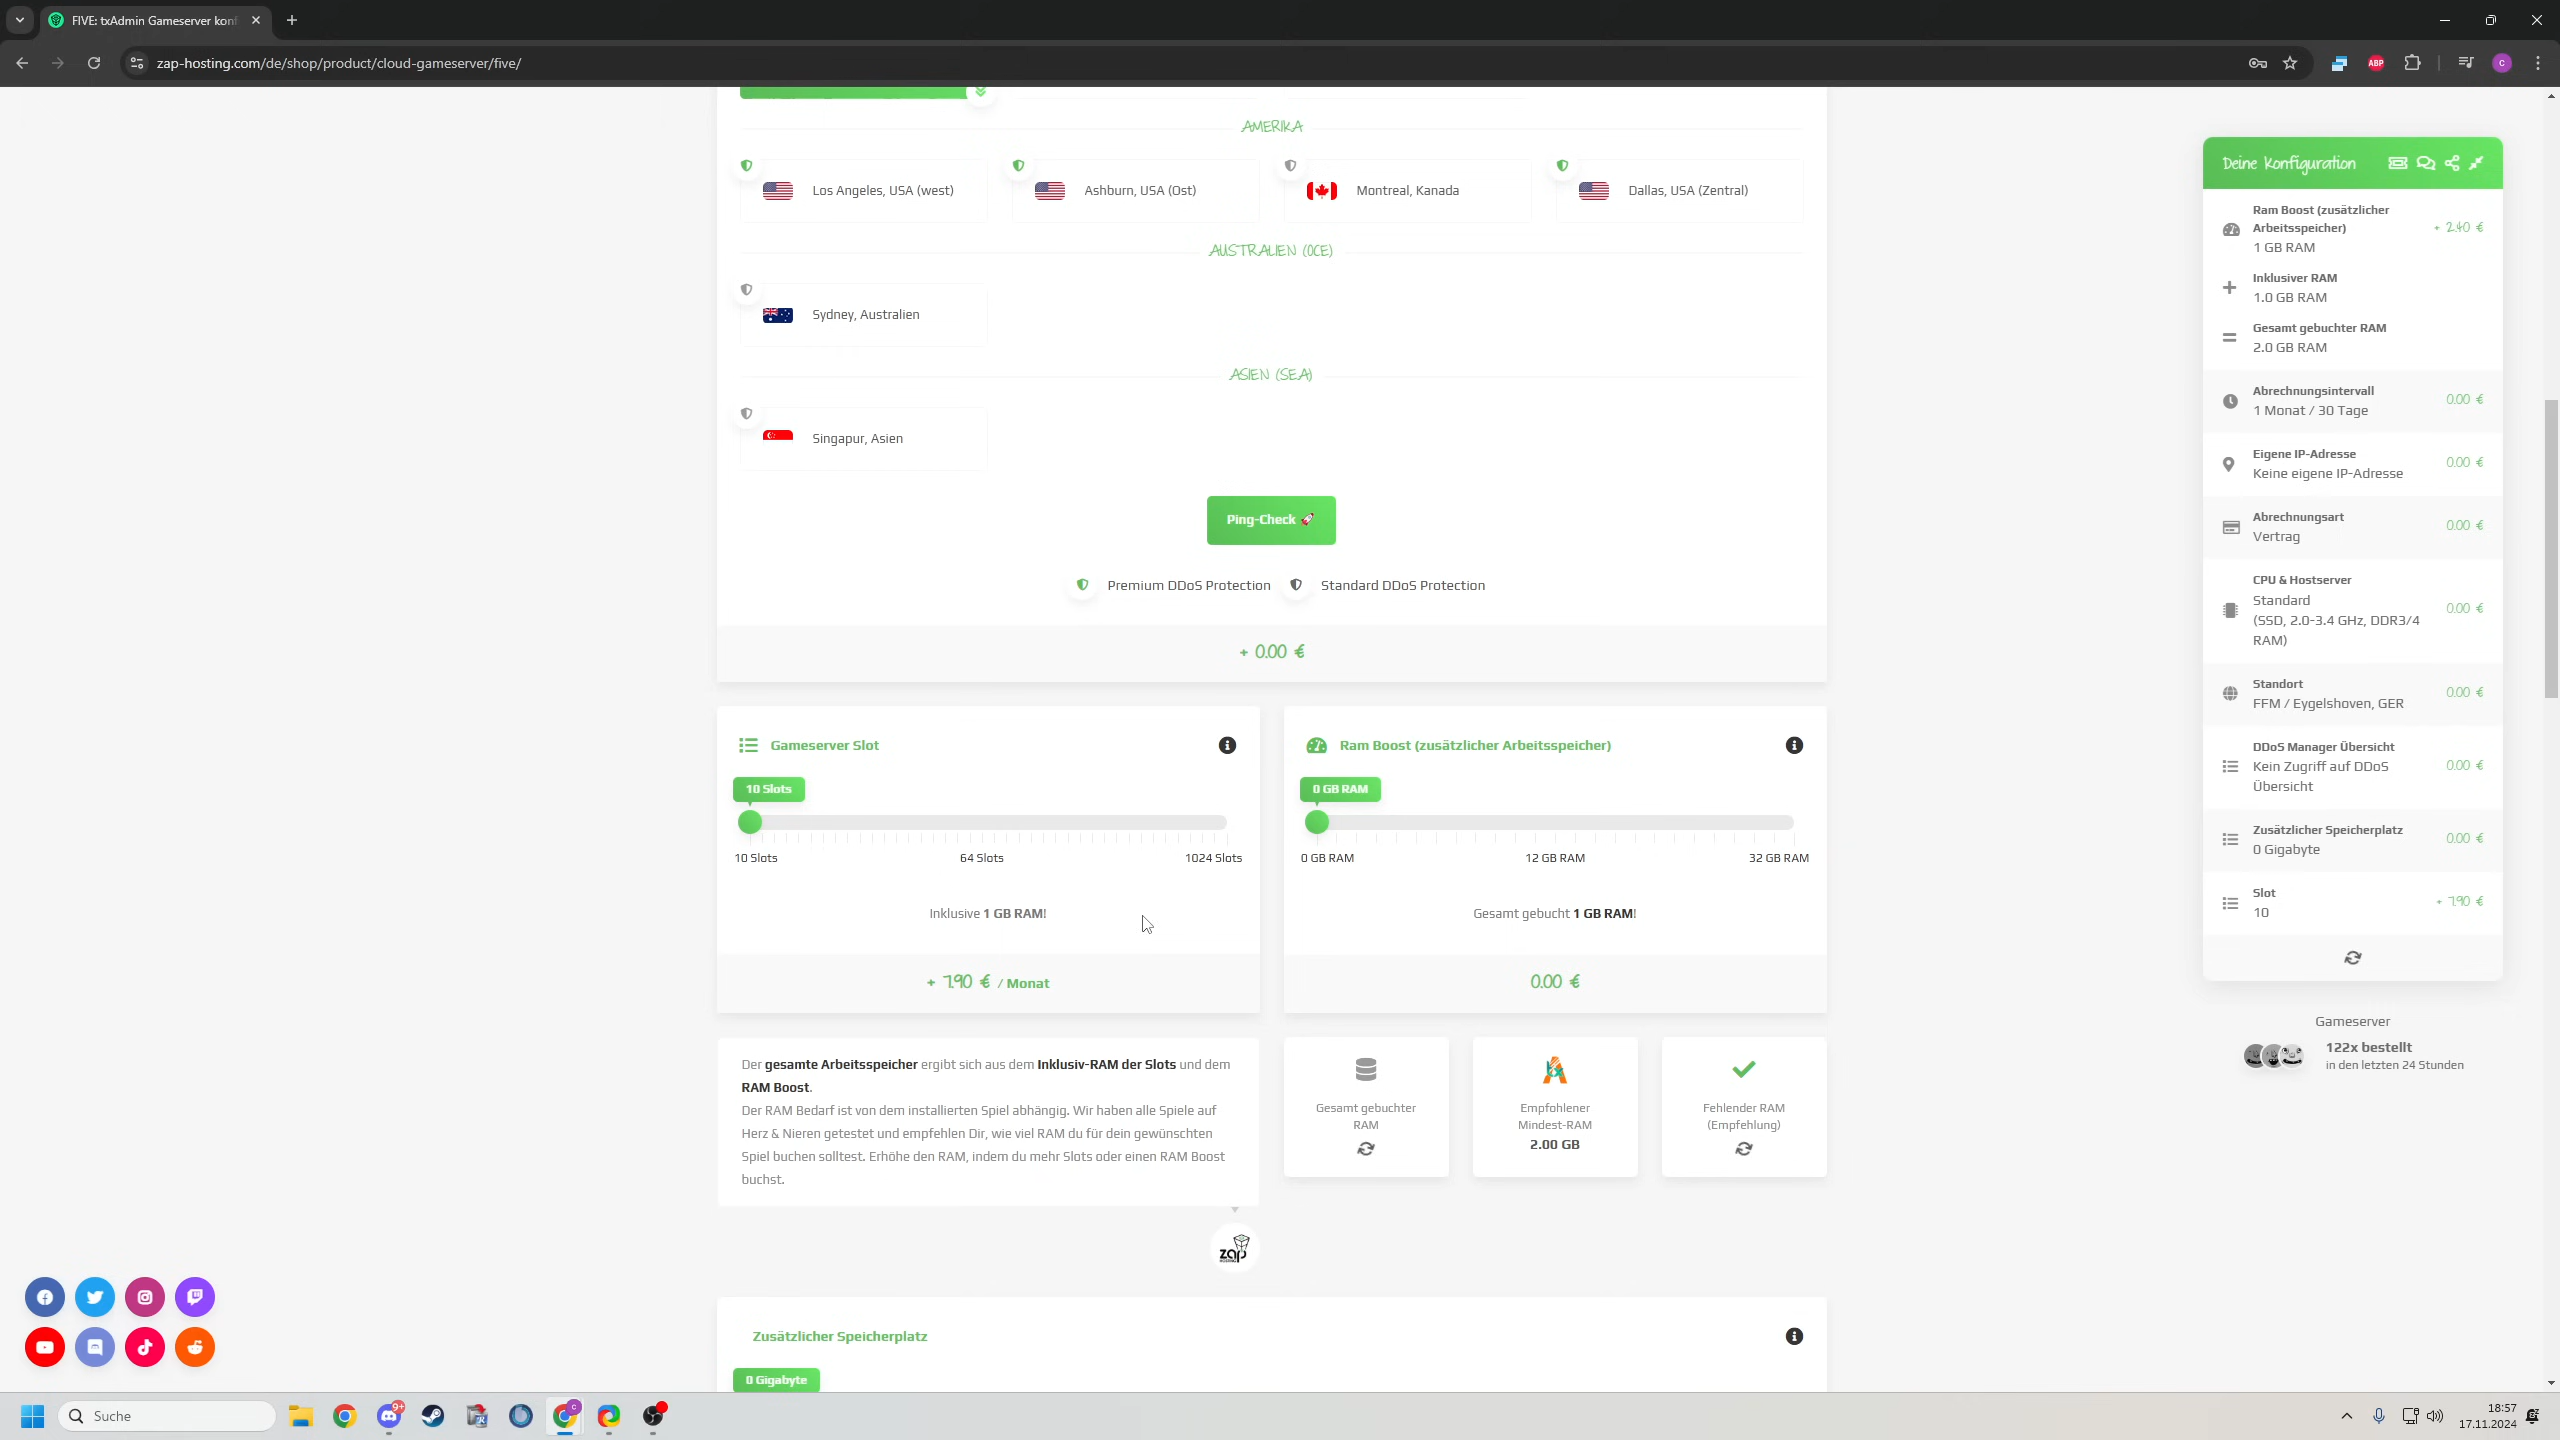 FIVE: txAdmin Gameserver konf
zap-hosting.com/de/shop/product/cloud-gameserver/five/
ABP
C
AMERIKA
Los Angeles, USA (west)
Ashburn, USA (Ost)
Montreal, Kanada
Dallas, USA (Zentral)
AUSTRALIEN (OCE)
Sydney, Australien
ASIEN (SEA)
Singapur, Asien
Ping-Check 🚀
Premium DDoS Protection
Standard DDoS Protection
+ 0.00 €
Gameserver Slot
10 Slots
10 Slots
64 Slots
1024 Slots
Inklusive 1 GB RAM!
+ 7.90 € / Monat
Ram Boost (zusätzlicher Arbeitsspeicher)
0 GB RAM
0 GB RAM
12 GB RAM
32 GB RAM
Gesamt gebucht 1 GB RAM!
0.00 €
Der gesamte Arbeitsspeicher ergibt sich aus dem Inklusiv-RAM der Slots und dem
RAM Boost.
Der RAM Bedarf ist von dem installierten Spiel abhängig. Wir haben alle Spiele auf
Herz & Nieren getestet und empfehlen Dir, wie viel RAM du für dein gewünschten
Spiel buchen solltest. Erhöhe den RAM, indem du mehr Slots oder einen RAM Boost
buchst.
Gesamt gebuchter
RAM
Empfohlener
Mindest-RAM
2.00 GB
Fehlender RAM
(Empfehlung)
zap
HOSTING
Zusätzlicher Speicherplatz
0 Gigabyte
Deine Konfiguration
Ram Boost (zusätzlicher
Arbeitsspeicher)
1 GB RAM
+ 2.40 €
Inklusiver RAM
1.0 GB RAM
Gesamt gebuchter RAM
2.0 GB RAM
Abrechnungsintervall
1 Monat / 30 Tage
0.00 €
Eigene IP-Adresse
Keine eigene IP-Adresse
0.00 €
Abrechnungsart
Vertrag
0.00 €
CPU & Hostserver
Standard
(SSD, 2.0-3.4 GHz, DDR3/4
RAM)
0.00 €
Standort
FFM / Eygelshoven, GER
0.00 €
DDoS Manager Übersicht
Kein Zugriff auf DDoS
Übersicht
0.00 €
Zusätzlicher Speicherplatz
0 Gigabyte
0.00 €
Slot
10
+ 7.90 €
Gameserver
122x bestellt
in den letzten 24 Stunden
Suche
9+
C
18:57
17.11.2024